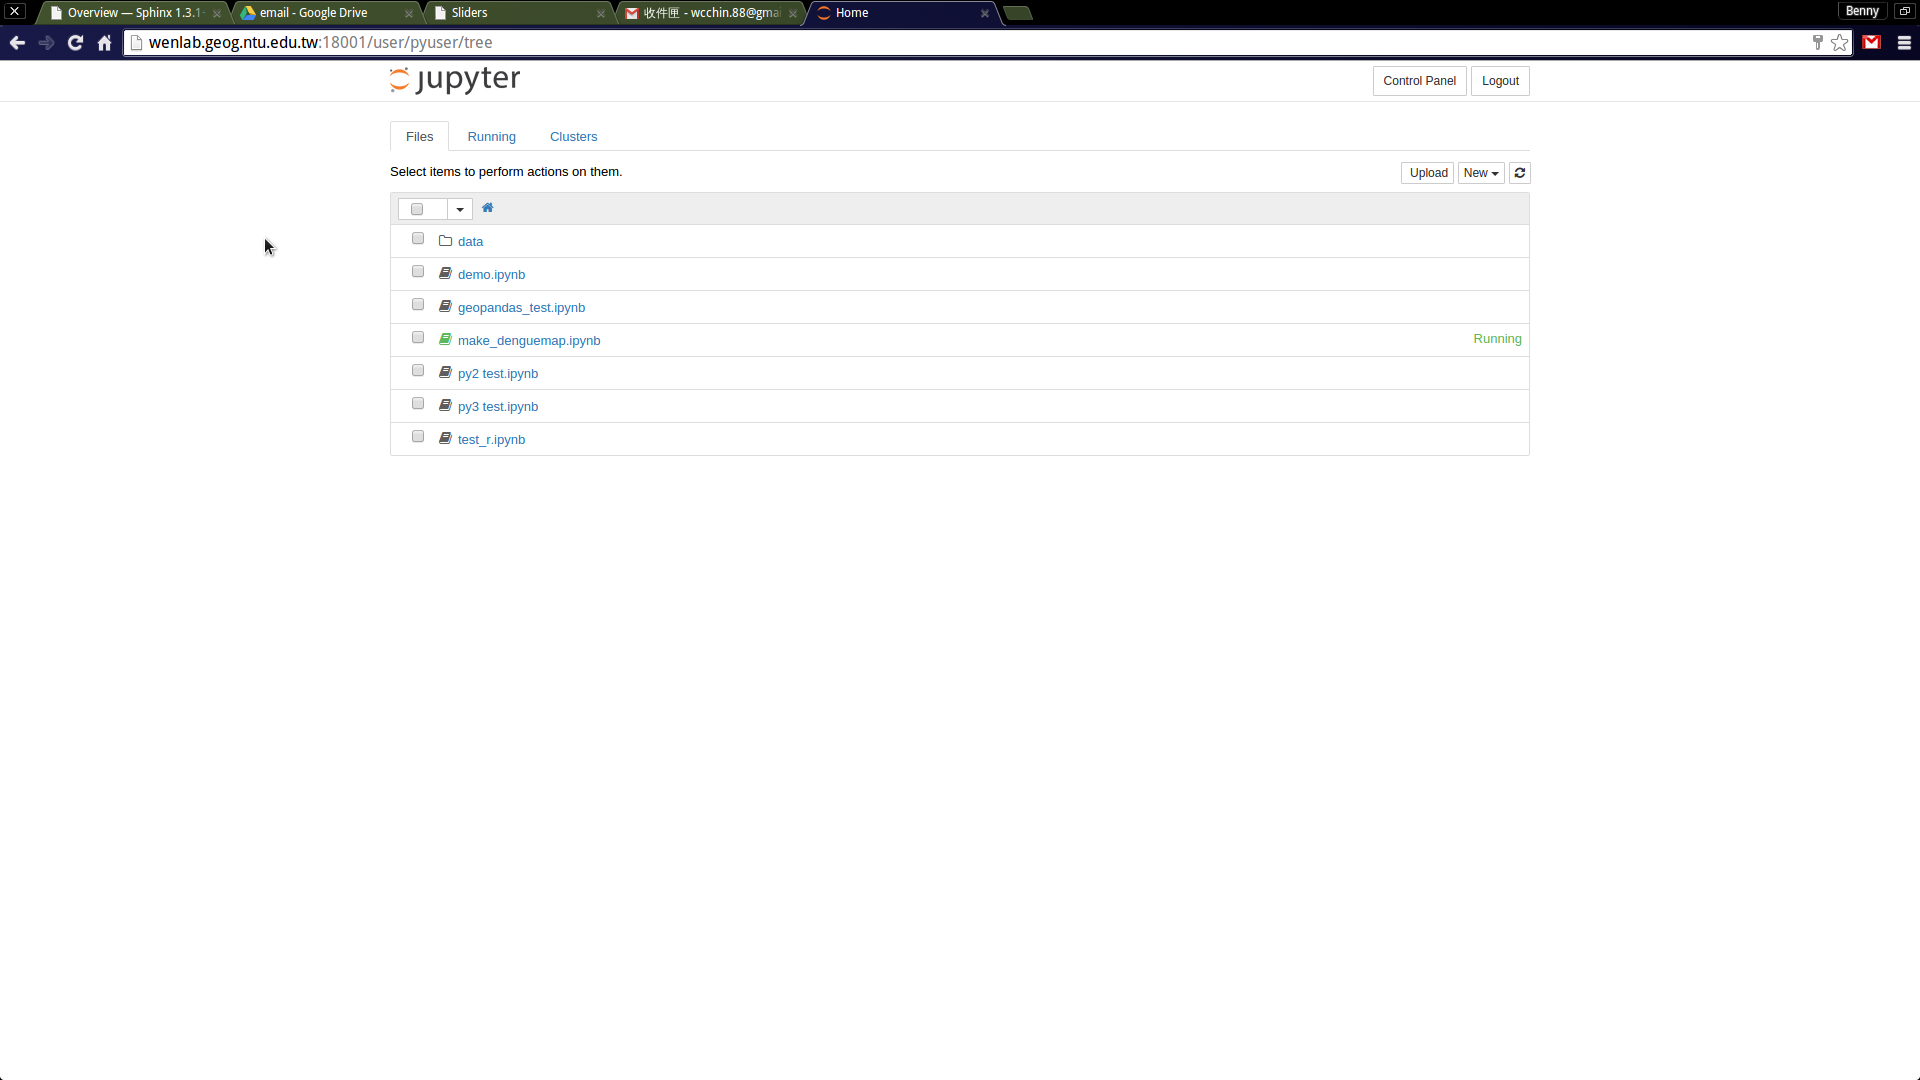 Overview — Sphinx 1.3.1
email - Google Drive
Sliders
收件匣 - wcchin.88@gmai
Home
Benny
wenlab.geog.ntu.edu.tw:18001/user/pyuser/tree
jupyter
Control Panel
Logout
Files
Running
Clusters
Select items to perform actions on them.
Upload
New
data
demo.ipynb
geopandas_test.ipynb
make_denguemap.ipynb
Running
py2 test.ipynb
py3 test.ipynb
test_r.ipynb